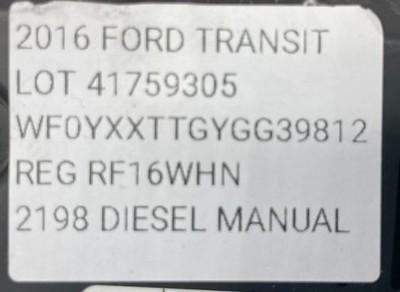 2016 FORD TRANSIT
LOT 41759305
WF0YXXTTGYGG39812
REG RF16WHN
2198 DIESEL MANUAL